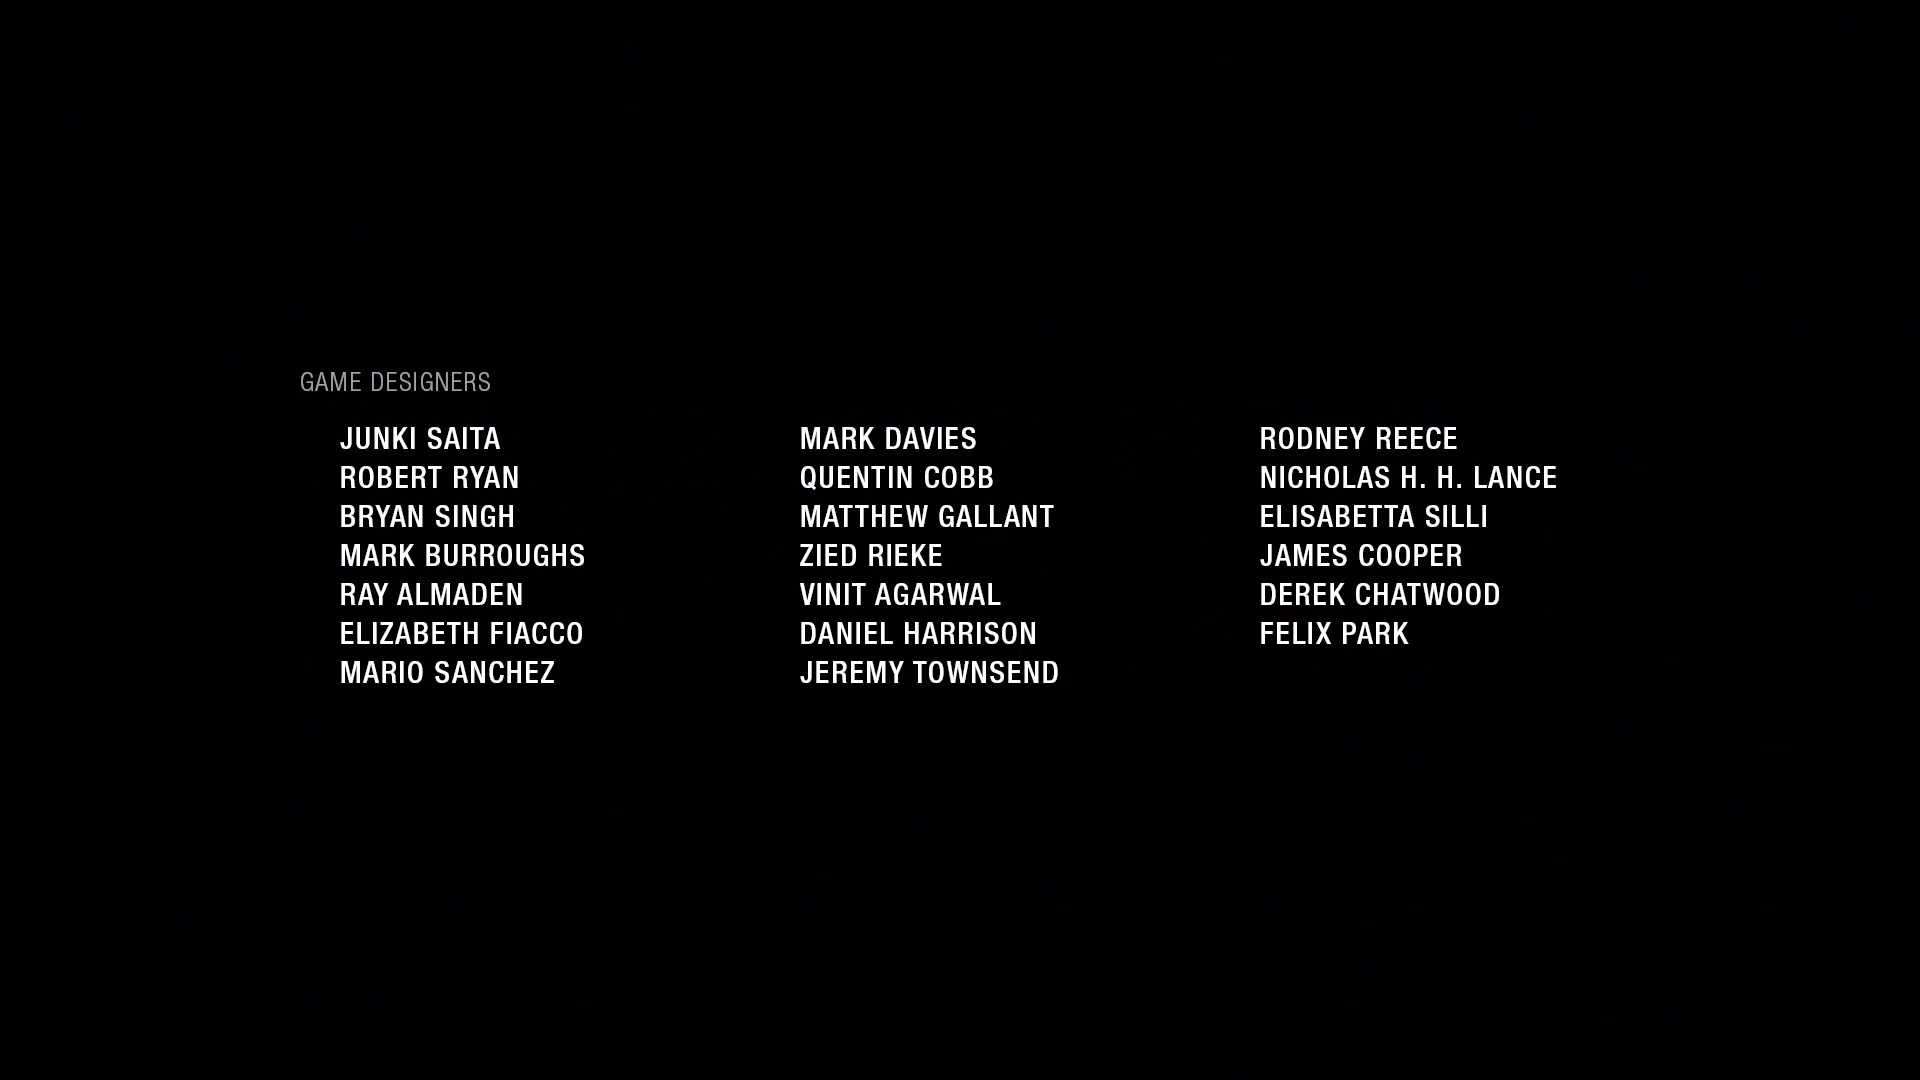 GAME DESIGNERS
JUNKI SAITA
ROBERT RYAN
BRYAN SINGH
MARK BURROUGHS
RAY ALMADEN
ELIZABETH FIACCO
MARIO SANCHEZ
MARK DAVIES
QUENTIN COBB
MATTHEW GALLANT
ZIED RIEKE
VINIT AGARWAL
DANIEL HARRISON
JEREMY TOWNSEND
RODNEY REECE
NICHOLAS H. H. LANCE
ELISABETTA SILLI
JAMES COOPER
DEREK CHATWOOD
FELIX PARK